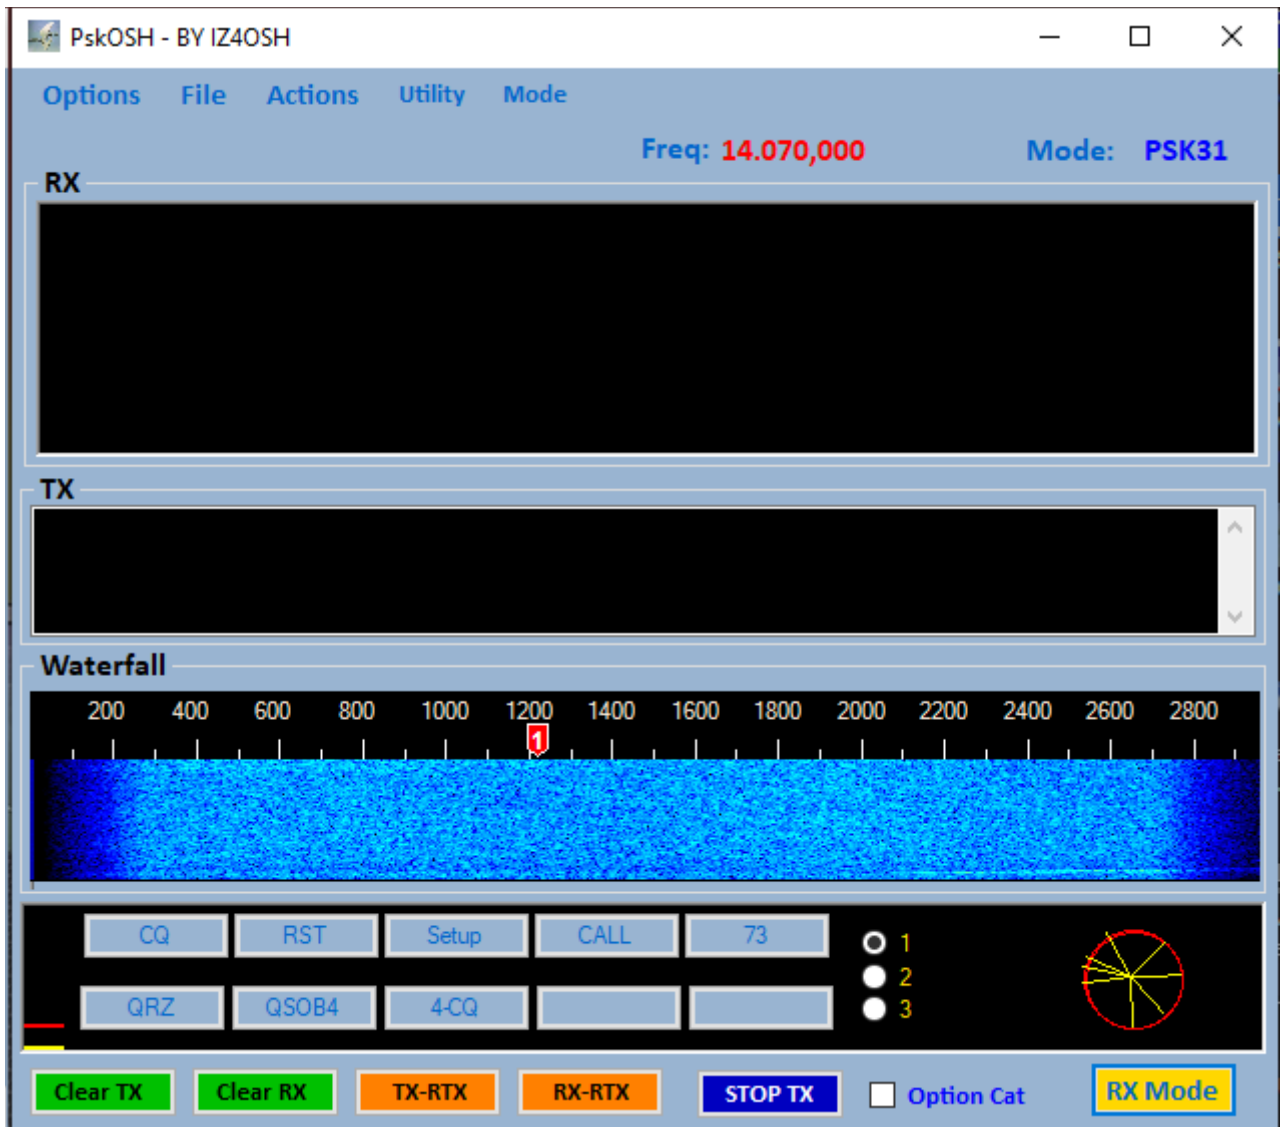 PskOSH - BY IZ4OSH
Options File Actions Utility Mode
Freq: 14.070,000 Mode: PSK31
RX
TX
Waterfall
200 400 600 800 1000 1200 1400 1600 1800 2000 2200 2400 2600 2800
1
CQ RST Setup CALL 73
1
2
QRZ QSOB4 4-CQ
3
Clear TX Clear RX TX-RTX RX-RTX STOP TX Option Cat RX Mode